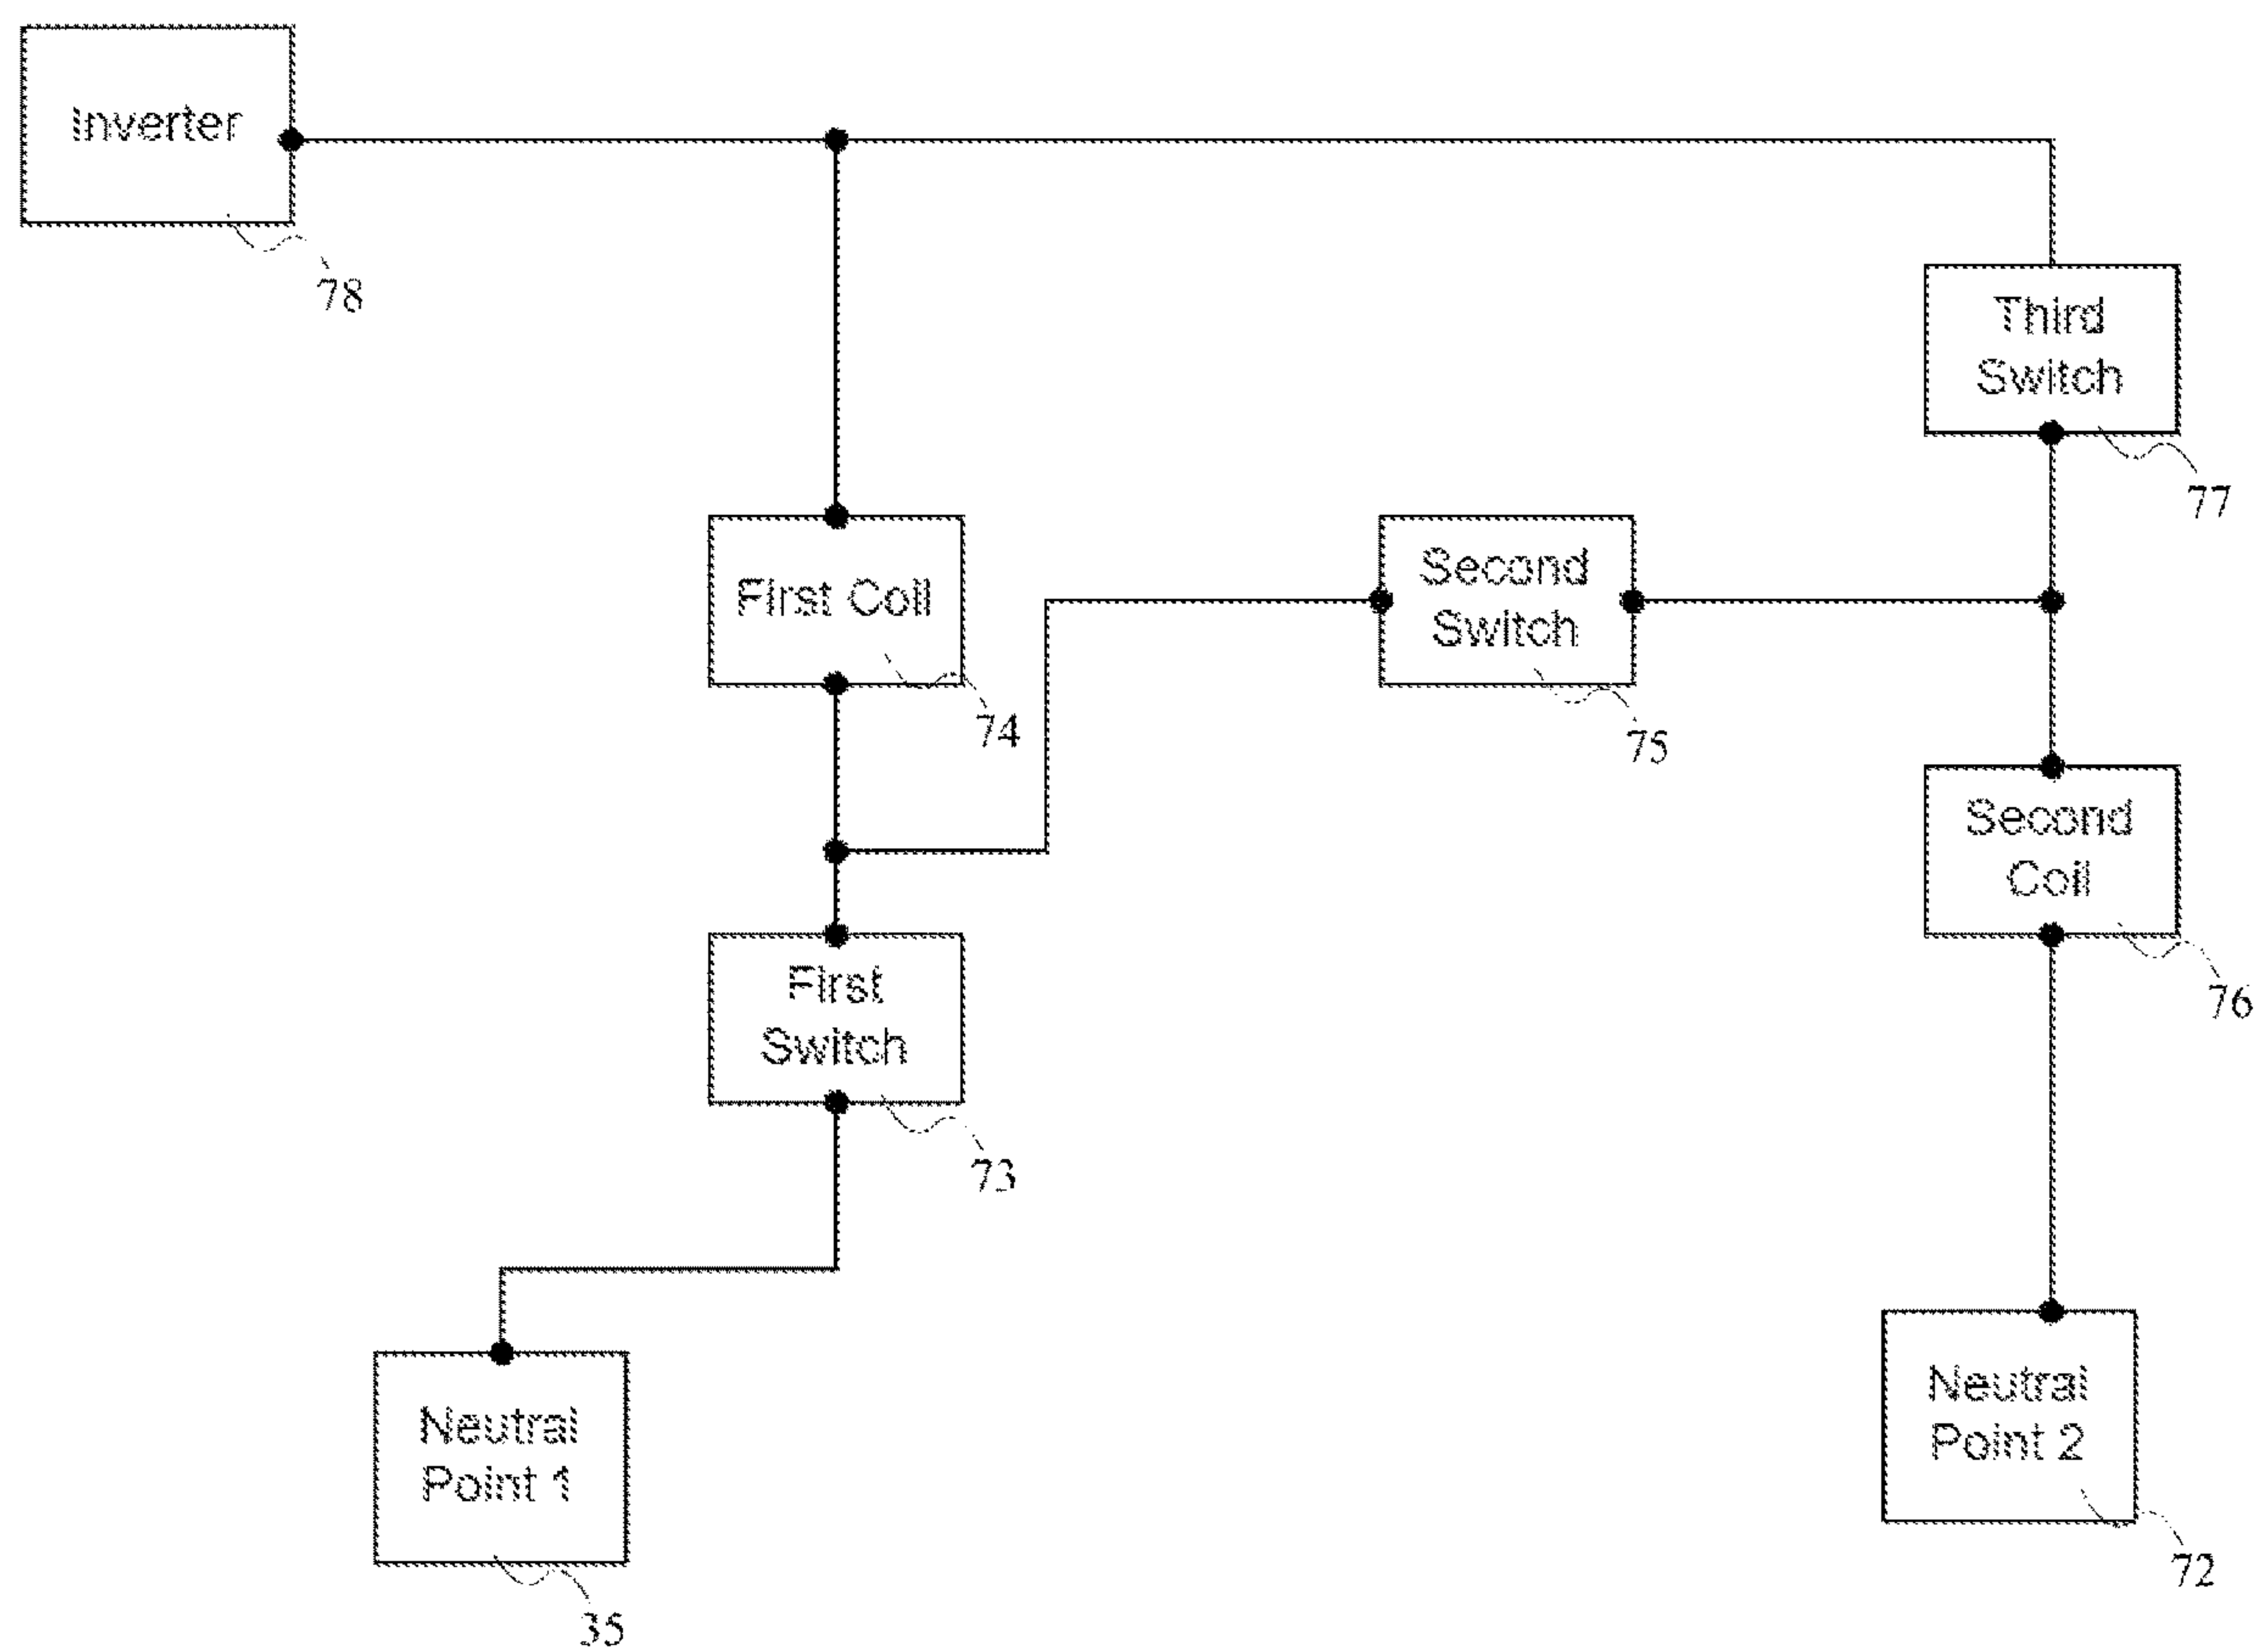 Inverter
78
Third
Switch
77
First Coil
74
Second
Switch
75
Second
Coil
76
First
Switch
73
Neutral
Point 1
35
Neutral
Point 2
72